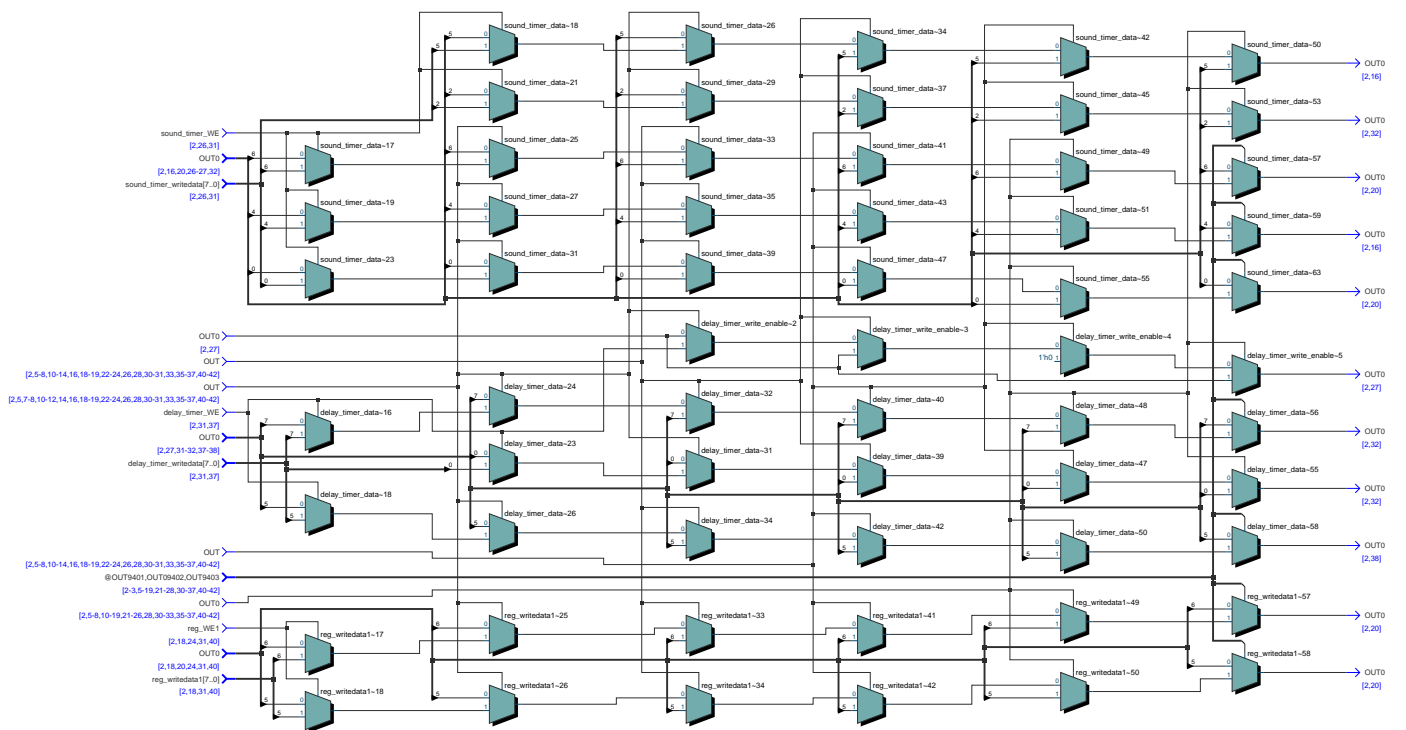 sound_timer_data~18
sound_timer_data~26
sound_timer_data~34
sound_timer_data~42
sound_timer_data~50
OUT0
[2,16]
sound_timer_data~21
sound_timer_data~29
sound_timer_data~37
sound_timer_data~45
sound_timer_data~53
OUT0
[2,32]
sound_timer_WE
[2,26,31]
OUT0
[2,16,20,26-27,32]
sound_timer_writedata[7..0]
[2,26,31]
sound_timer_data~17
sound_timer_data~25
sound_timer_data~33
sound_timer_data~41
sound_timer_data~49
sound_timer_data~57
OUT0
[2,20]
sound_timer_data~19
sound_timer_data~27
sound_timer_data~35
sound_timer_data~43
sound_timer_data~51
sound_timer_data~59
OUT0
[2,16]
sound_timer_data~23
sound_timer_data~31
sound_timer_data~39
sound_timer_data~47
sound_timer_data~55
sound_timer_data~63
OUT0
[2,20]
OUT0
[2,27]
delay_timer_write_enable~2
delay_timer_write_enable~3
delay_timer_write_enable~4
1'h0
delay_timer_write_enable~5
OUT0
[2,27]
OUT
[2,5-8,10-14,16,18-19,22-24,26,28,30-31,33,35-37,40-42]
OUT
[2,5,7-8,10-12,14,16,18-19,22-24,26,28,30-31,33,35-37,40-42]
delay_timer_WE
[2,31,37]
OUT0
[2,27,31-32,37-38]
delay_timer_writedata[7..0]
[2,31,37]
delay_timer_data~16
delay_timer_data~24
delay_timer_data~32
delay_timer_data~40
delay_timer_data~48
delay_timer_data~56
OUT0
[2,32]
delay_timer_data~23
delay_timer_data~31
delay_timer_data~39
delay_timer_data~47
delay_timer_data~55
OUT0
[2,32]
delay_timer_data~18
delay_timer_data~26
delay_timer_data~34
delay_timer_data~42
delay_timer_data~50
delay_timer_data~58
OUT0
[2,38]
OUT
[2,5-8,10-14,16,18-19,22-24,26,28,30-31,33,35-37,40-42]
@OUT9401,OUT09402,OUT9403
[2-3,5-19,21-28,30-37,40-42]
OUT0
[2,5-8,10-19,21-26,28,30-33,35-37,40-42]
reg_WE1
[2,18,24,31,40]
OUT0
[2,18,20,24,31,40]
reg_writedata1[7..0]
[2,18,31,40]
reg_writedata1~17
reg_writedata1~25
reg_writedata1~33
reg_writedata1~41
reg_writedata1~49
reg_writedata1~57
OUT0
[2,20]
reg_writedata1~18
reg_writedata1~26
reg_writedata1~34
reg_writedata1~42
reg_writedata1~50
reg_writedata1~58
OUT0
[2,20]